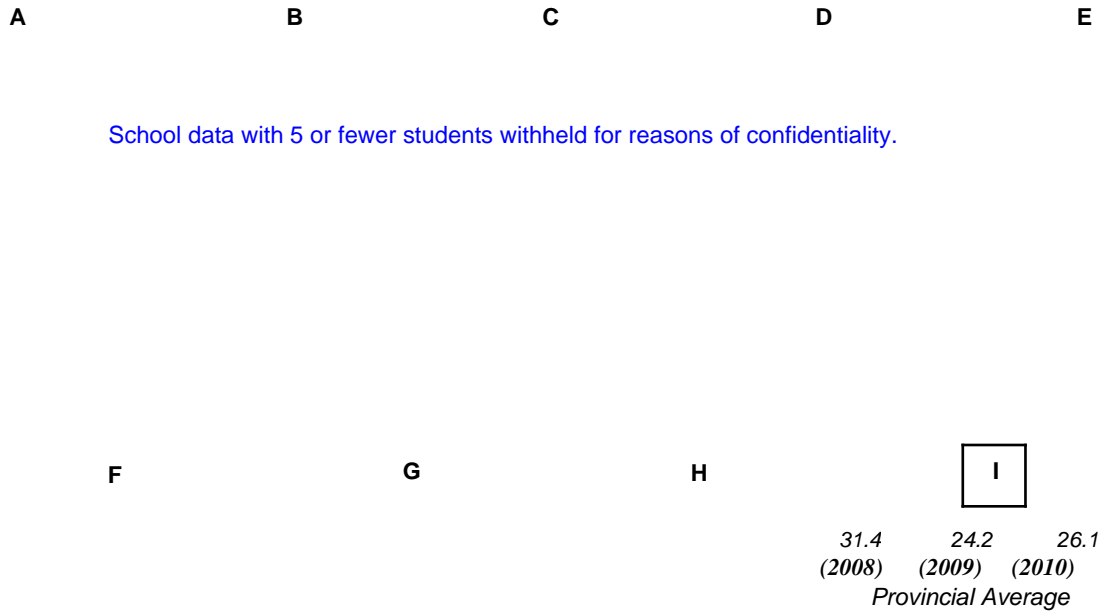 A B C D E
School data with 5 or fewer students withheld for reasons of confidentiality.
F G H I
31.4 24.2 26.1
(2008) (2009) (2010)
Provincial Average